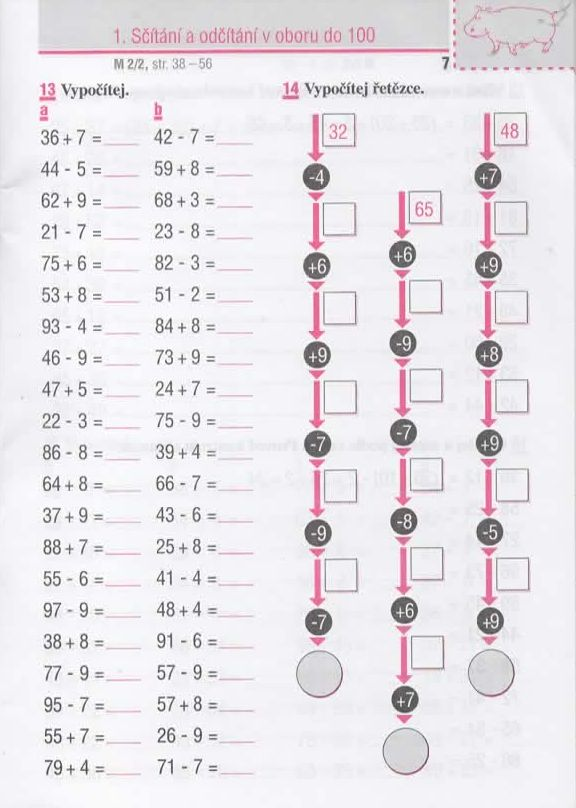 1. Sčítání a odčítání v oboru do 100
M 2/2, str. 38 – 56
7
13 Vypočítej.
a b
36 + 7 = 42 - 7 =
44 - 5 = 59 + 8 =
62 + 9 = 68 + 3 =
21 - 7 = 23 - 8 =
75 + 6 = 82 - 3 =
53 + 8 = 51 - 2 =
93 - 4 = 84 + 8 =
46 - 9 = 73 + 9 =
47 + 5 = 24 + 7 =
22 - 3 = 75 - 9 =
86 - 8 = 39 + 4 =
64 + 8 = 66 - 7 =
37 + 9 = 43 - 6 =
88 + 7 = 25 + 8 =
55 - 6 = 41 - 4 =
97 - 9 = 48 + 4 =
38 + 8 = 91 - 6 =
77 - 9 = 57 - 9 =
95 - 7 = 57 + 8 =
55 + 7 = 26 - 9 =
79 + 4 = 71 - 7 =
14 Vypočítej řetězce.
32
-4
+6
+9
-7
-9
-7
65
+6
-9
-7
-8
+6
+7
48
+7
+9
+8
+9
-5
+9